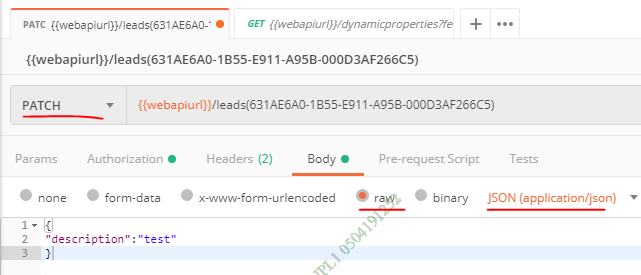 PATC {{webapiurl}}/leads(631AE6A0-1
GET {{webapiurl}}/dynamicproperties?fe
+
•••
{{webapiurl}}/leads(631AE6A0-1B55-E911-A95B-000D3AF266C5)
PATCH {{webapiurl}}/leads(631AE6A0-1B55-E911-A95B-000D3AF266C5)
Params Authorization Headers (2) Body Pre-request Script Tests
none form-data x-www-form-urlencoded raw binary JSON (application/json)
1 {
2 "description":"test"
3 }
0504191252